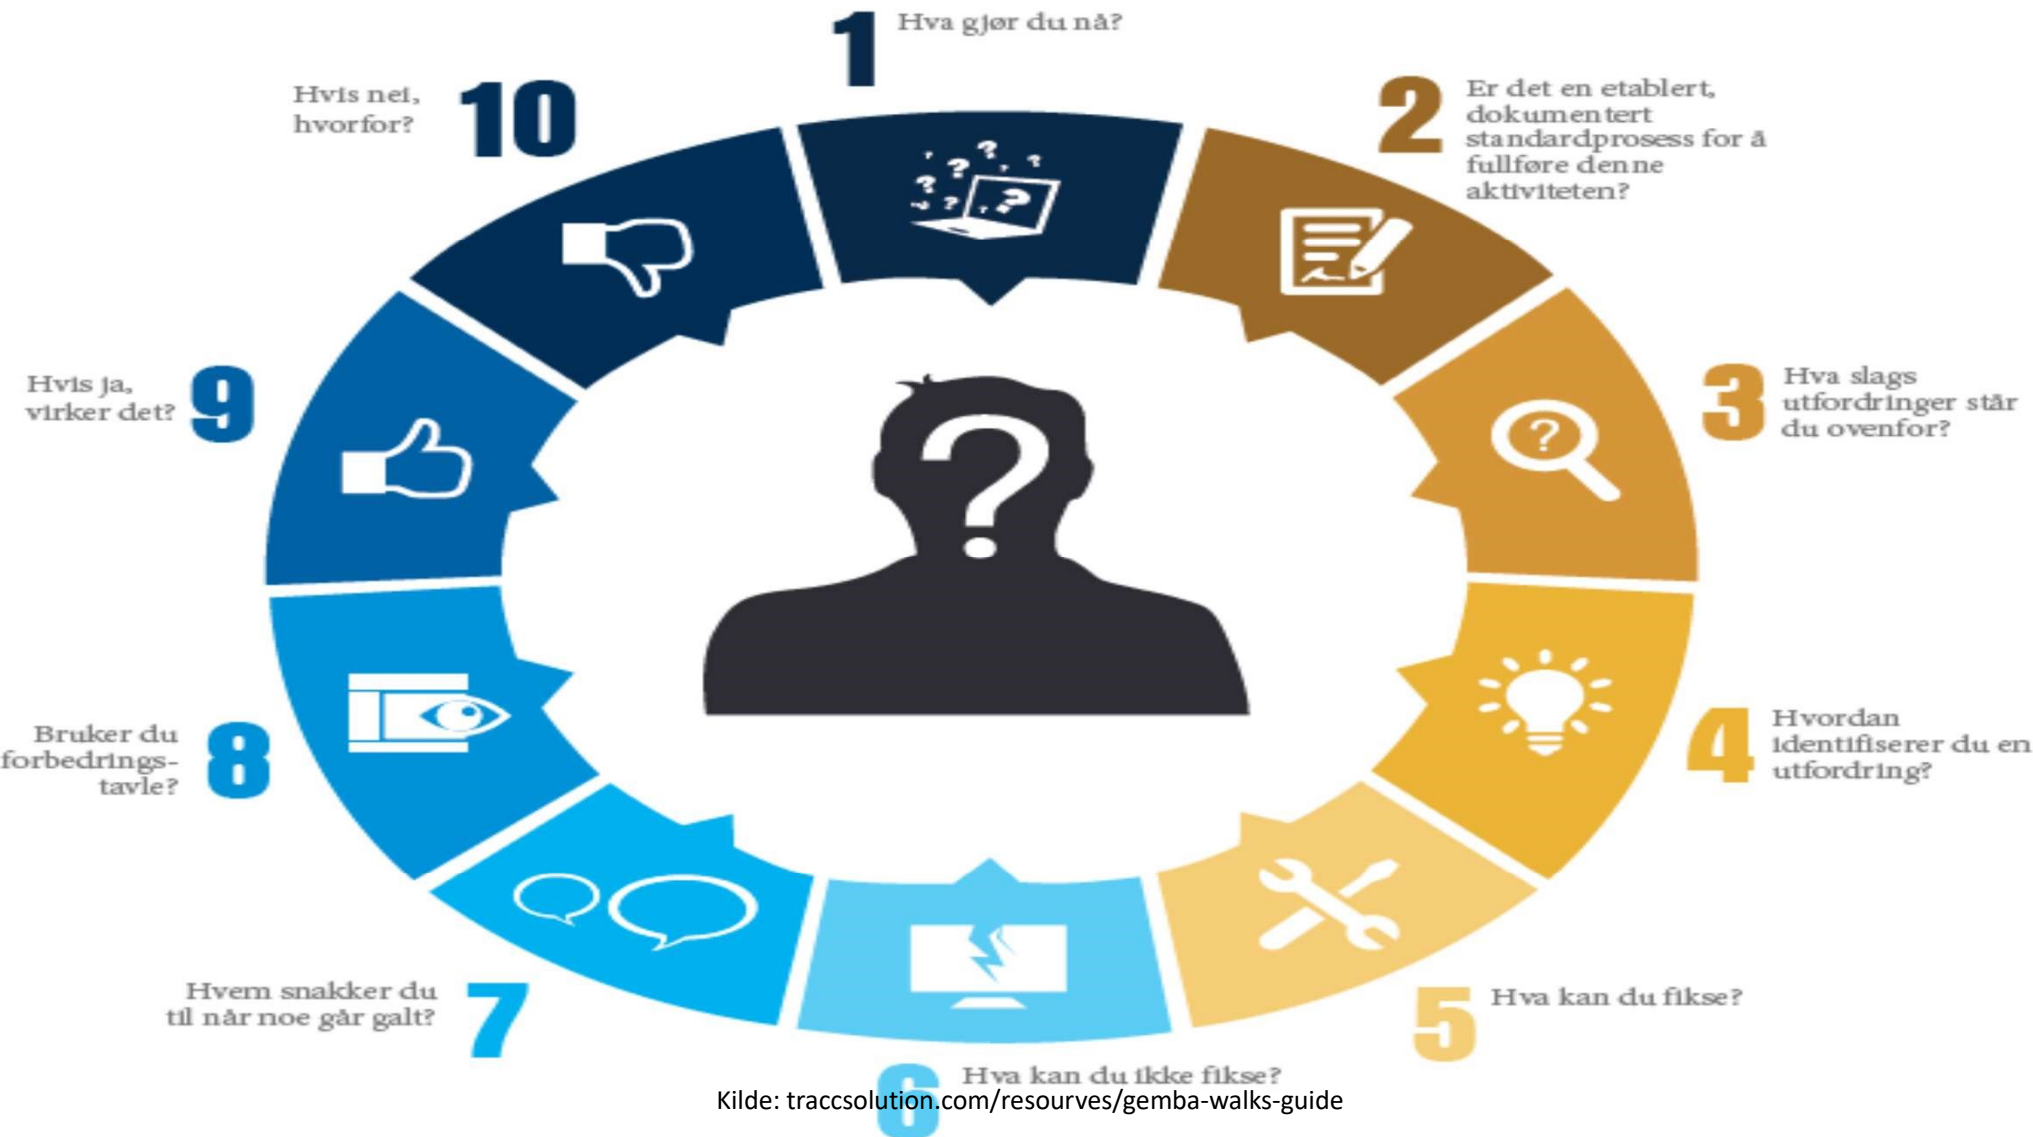 1
Hva gjør du nå?
2
Er det en etablert,
dokumentert
standardprosess for å
fullføre denne
aktiviteten?
3
Hva slags
utfordringer står
du ovenfor?
4
Hvordan
identifiserer du en
utfordring?
5
Hva kan du fikse?
6
Hva kan du ikke fikse?
Kilde: traccsolution.com/resourves/gemba-walks-guide
7
Hvem snakker du
til når noe går galt?
8
Bruker du
forbedrings-
tavle?
9
Hvis ja,
virker det?
10
Hvis nei,
hvorfor?